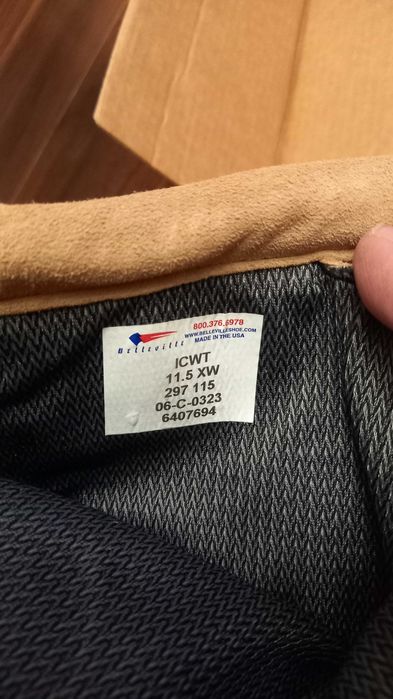 Belleville
800.376.6978
WWW.BELLEVILLESHOE.COM
MADE IN THE USA
ICWT
11.5 XW
297 115
06-C-0323
6407694